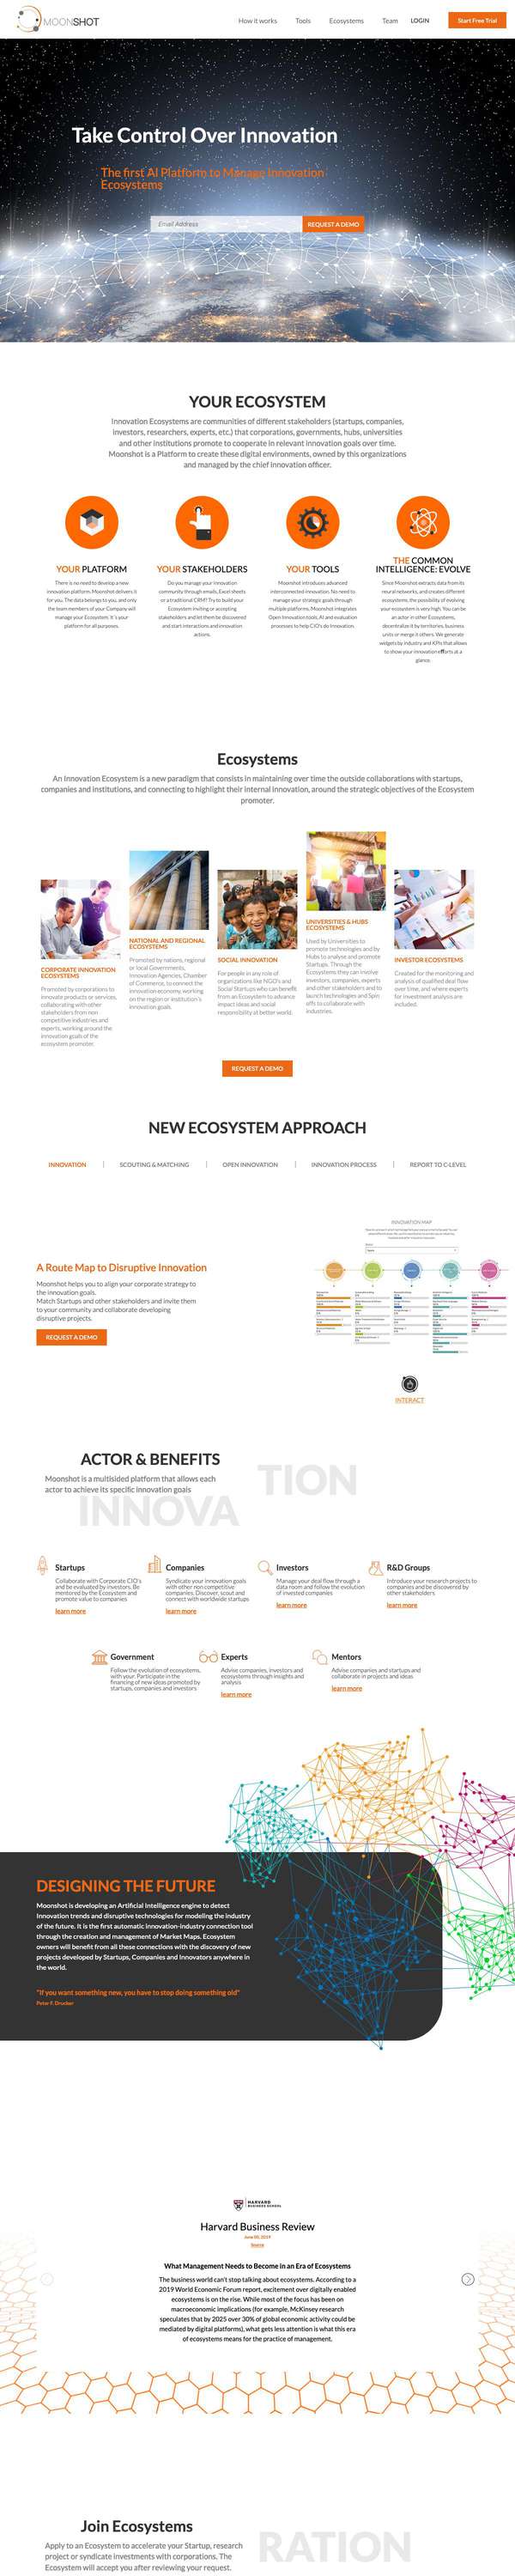 MOONSHOT
How it works
Tools
Ecosystems
Team
LOGIN
Start Free Trial
Take Control Over Innovation
The first AI Platform to Manage Innovation
Ecosystems
Email Address
REQUEST A DEMO
YOUR ECOSYSTEM
Innovation Ecosystems are communities of different stakeholders (startups, companies,
investors, researchers, experts, etc.) that corporations, governments, hubs, universities
and other institutions promote to cooperate in relevant innovation goals over time.
Moonshot is a Platform to create these digital environments, owned by this organizations
and managed by the chief innovation officer.
YOUR PLATFORM
There is no need to develop a new
innovation platform. Moonshot delivers it
for you. The data belongs to you, and only
the team members of your Company will
manage your Ecosystem. It´s your
platform for all purposes.
YOUR STAKEHOLDERS
Do you manage your innovation
community through emails, Excel sheets
or a traditional CRM? Try to build your
Ecosystem inviting or accepting
stakeholders and let them be discovered
and start interactions and innovation
actions.
YOUR TOOLS
Moonshot introduces advanced
interconnected innovation. No need to
manage your strategic goals through
multiple platforms, Moonshot integrates
Open Innovation tools, AI and evaluation
processes to help CIO's do Innovation.
THE COMMON
INTELLIGENCE: EVOLVE
Since Moonshot extracts data from its
neural networks, and creates different
ecosystems, the possibility of evolving
your ecosystem is very high. You can be
an actor in other Ecosystems,
decentralize it by territories, business
units or merge it others. We generate
widgets by industry and KPIs that allows
to show your innovation efforts at a
glance.
Ecosystems
An Innovation Ecosystem is a new paradigm that consists in maintaining over time the outside collaborations with startups,
companies and institutions, and connecting to highlight their internal Innovation, around the strategic objectives of the Ecosystem
promoter.
CORPORATE INNOVATION
ECOSYSTEMS
Promoted by corporations to
innovate products or services,
collaborating with other
stakeholders from non
competitive industries and
experts, working around the
innovation goals of the
ecosystem promoter.
NATIONAL AND REGIONAL
ECOSYSTEMS
Promoted by nations, regional
or local Governments,
Innovation Agencies, Chamber
of Commerce, to connect the
innovation economy, working
on the region or institution's
innovation goals.
SOCIAL INNOVATION
For people in any role of
organizations like NGO's and
Social Startups who can benefit
from an Ecosystem to advance
impact ideas and social
responsibility at better world.
UNIVERSITIES & HUBS
ECOSYSTEMS
Used by Universities to
promote technologies and by
Hubs to analyse and promote
Startups. Through the
Ecosystems they can involve
investors, companies, experts
and other stakeholders and to
launch technologies and Spin
offs to collaborate with
industries.
INVESTOR ECOSYSTEMS
Created for the monitoring and
analysis of qualified deal flow
over time, and where experts
for investment analysis are
included.
REQUEST A DEMO
NEW ECOSYSTEM APPROACH
INNOVATION
SCOUTING & MATCHING
OPEN INNOVATION
INNOVATION PROCESS
REPORT TO C-LEVEL
INNOVATION MAP
A Route Map to Disruptive Innovation
Moonshot helps you to align your corporate strategy to
the innovation goals.
Match Startups and other stakeholders and invite them
to your community and collaborate developing
disruptive projects.
REQUEST A DEMO
INTERACT
ACTOR & BENEFITS
Moonshot is a multisided platform that allows each
actor to achieve its specific innovation goals
INNOVA
TION
Startups
Collaborate with Corporate CIO's
and be evaluated by investors. Be
mentored by the Ecosystem and
promote value to companies
learn more
Companies
Syndicate your innovation goals
with other non competitive
companies. Discover, scout and
connect with worldwide startups
learn more
Investors
Manage your deal flow through a
data room and follow the evolution
of invested companies
learn more
R&D Groups
Introduce your research projects to
companies and be discovered by
other stakeholders
learn more
Government
Follow the evolution of ecosystems,
with your. Participate in the
financing of new ideas promoted by
startups, companies and investors
Experts
Advise companies, investors and
ecosystems through insights and
analysis
learn more
Mentors
Advise companies and startups and
collaborate in projects and ideas
learn more
DESIGNING THE FUTURE
Moonshot is developing an Artificial Intelligence engine to detect
Innovation trends and disruptive technologies for modeling the industry
of the future. It is the first automatic innovation-industry connection tool
through the creation and management of Market Maps. Ecosystem
owners will benefit from all these connections with the discovery of new
projects developed by Startups, Companies and Innovators anywhere in
the world.
"If you want something new, you have to stop doing something old"
Peter F. Drucker
HARVARD
BUSINESS SCHOOL
Harvard Business Review
June 05, 2019
Source
What Management Needs to Become in an Era of Ecosystems
The business world can't stop talking about ecosystems. According to a
2019 World Economic Forum report, excitement over digitally enabled
ecosystems is on the rise. While most of the focus has been on
macroeconomic implications (for example, McKinsey research
speculates that by 2025 over 30% of global economic activity could be
mediated by digital platforms), what gets less attention is what this era
of ecosystems means for the practice of management.
Join Ecosystems
Apply to an Ecosystem to accelerate your Startup, research
project or syndicate investments with corporations. The
Ecosystem will accept you after reviewing your request.
RATION